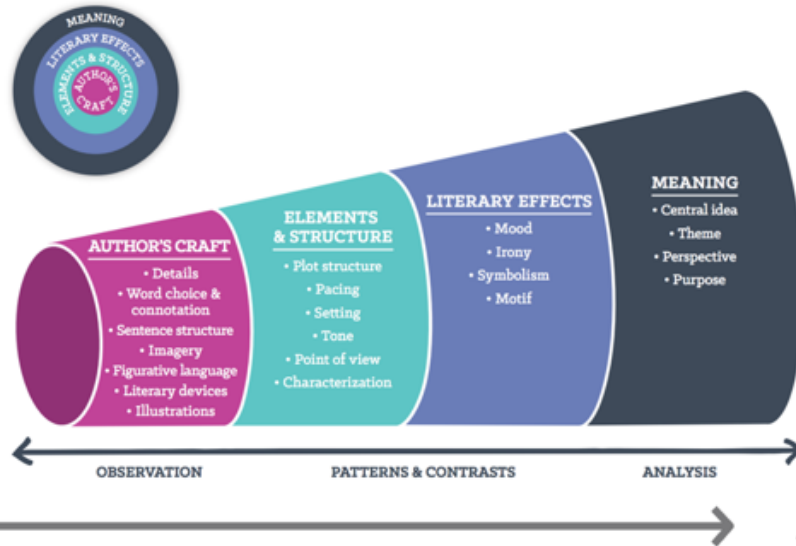 MEANING
LITERARY EFFECTS
ELEMENTS & STRUCTURE
AUTHOR'S
CRAFT
AUTHOR'S CRAFT
• Details
• Word choice &
connotation
• Sentence structure
• Imagery
• Figurative language
• Literary devices
• Illustrations
ELEMENTS
& STRUCTURE
• Plot structure
• Pacing
• Setting
• Tone
• Point of view
• Characterization
LITERARY EFFECTS
• Mood
• Irony
• Symbolism
• Motif
MEANING
• Central idea
• Theme
• Perspective
• Purpose
OBSERVATION
PATTERNS & CONTRASTS
ANALYSIS